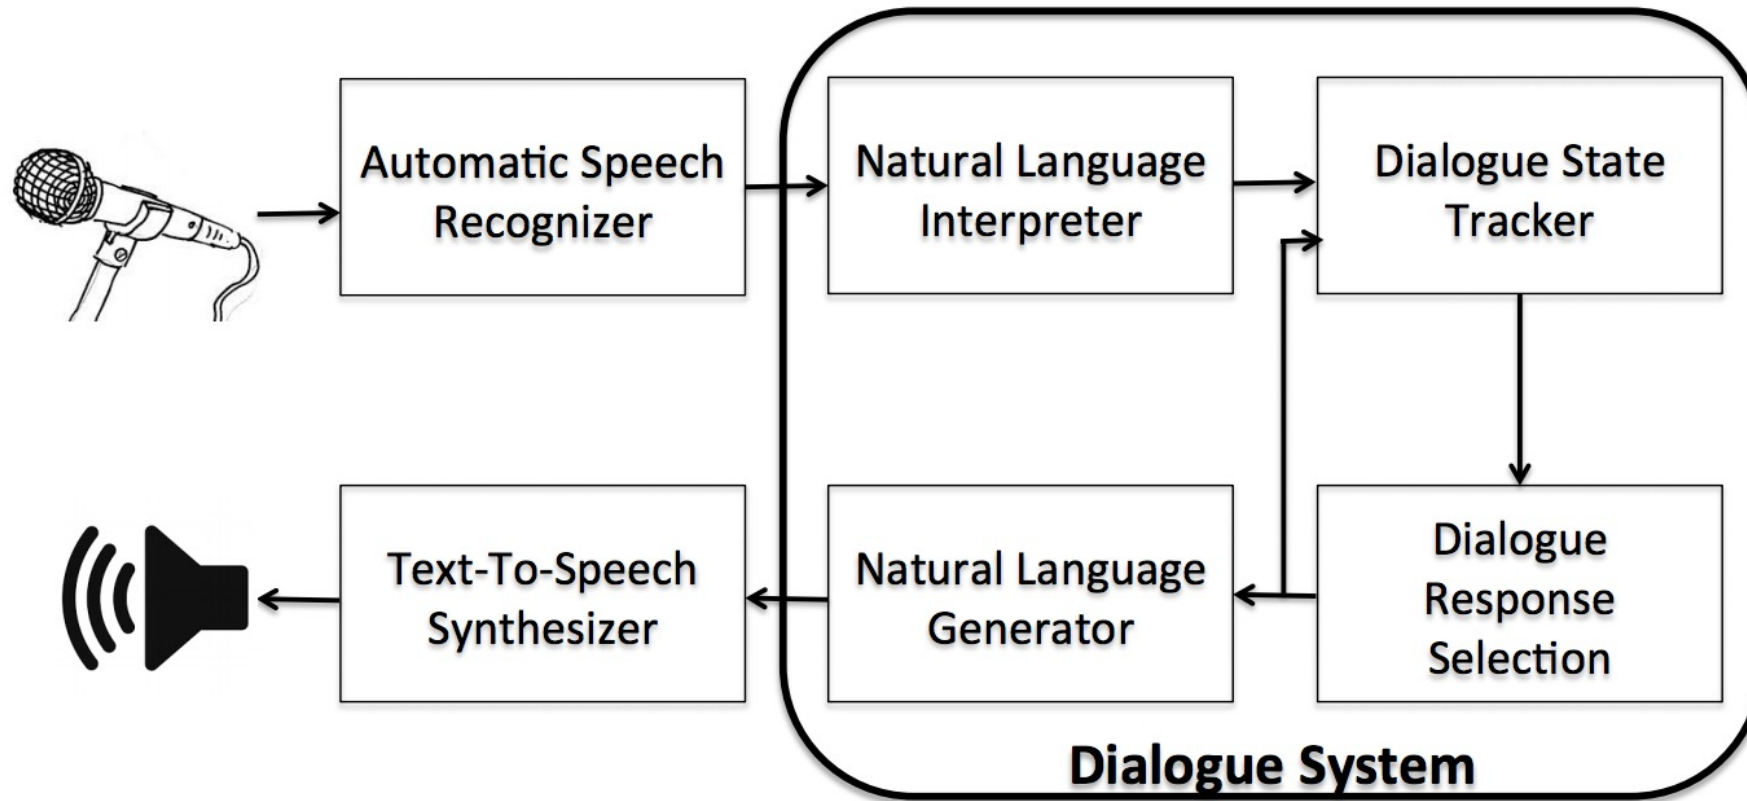 Automatic Speech
Recognizer
Natural Language
Interpreter
Dialogue State
Tracker
Text-To-Speech
Synthesizer
Natural Language
Generator
Dialogue
Response
Selection
Dialogue System